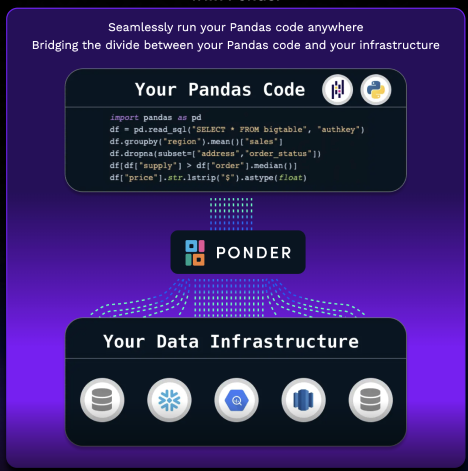 Seamlessly run your Pandas code anywhere
Bridging the divide between your Pandas code and your infrastructure
Your Pandas Code
import pandas as pd
df = pd.read_sql("SELECT * FROM bigtable", "authkey")
df.groupby("region").mean()["sales"]
df.dropna(subset=["address","order_status"])
df[df["supply"] > df["order"].median()]
df["price"].str.lstrip("$").astype(float)
PONDER
Your Data Infrastructure